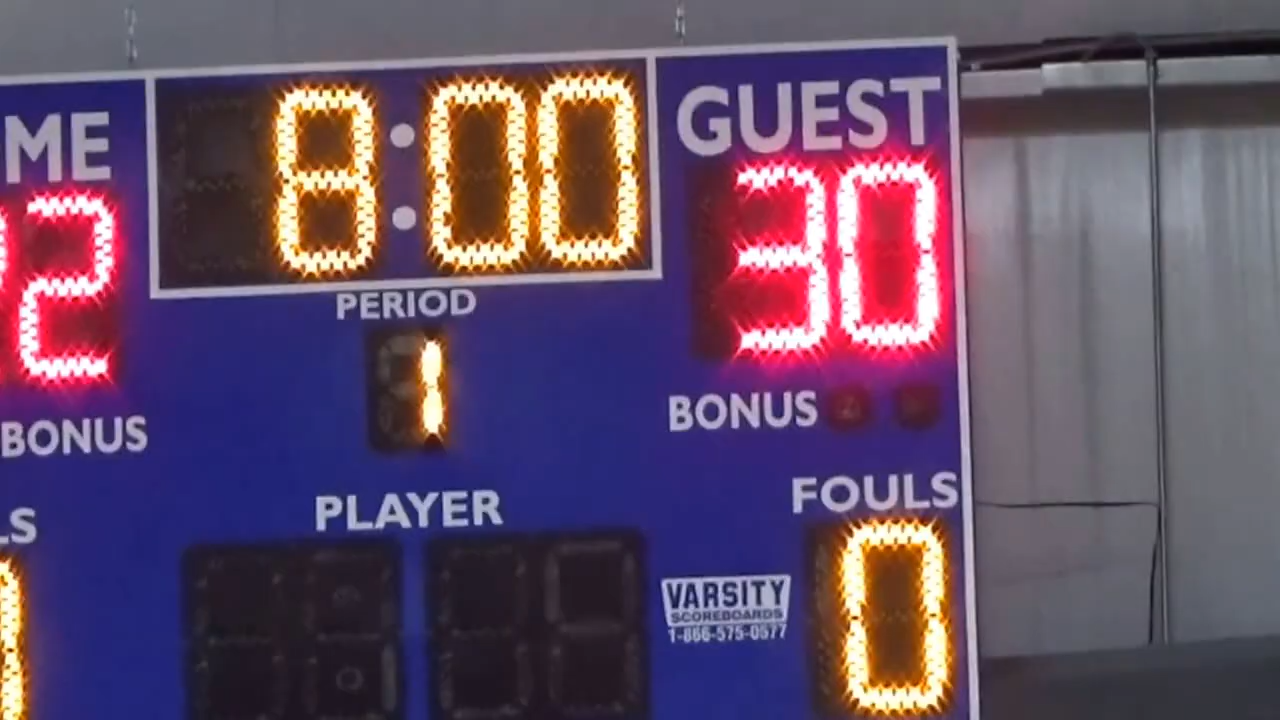 ME 8:00 GUEST
2 30
PERIOD
1
BONUS BONUS
PLAYER FOULS
LS
0
VARSITY
SCOREBOARDS
1-866-575-0577